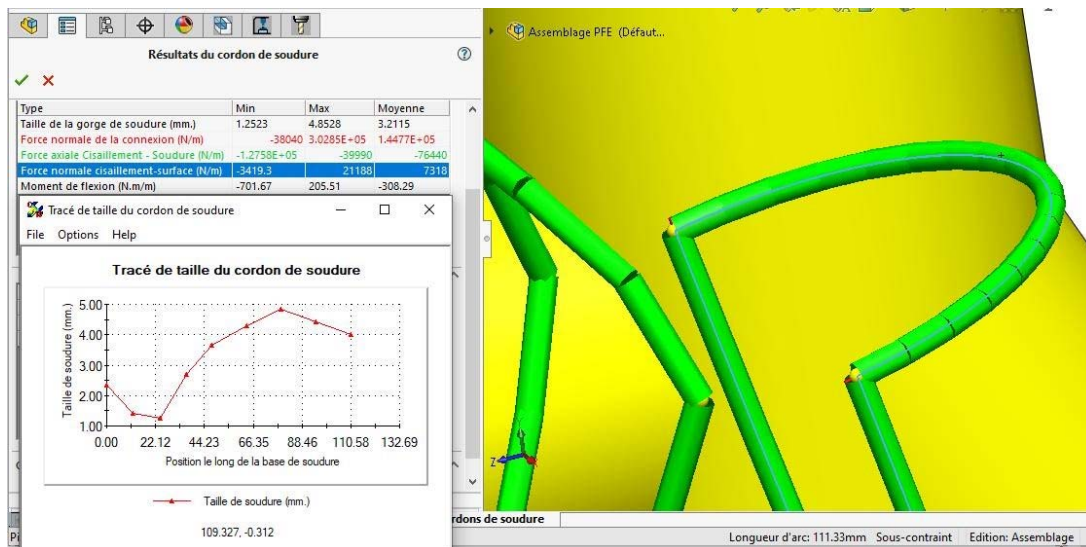 Assemblage PFE (Défaut...
Résultats du cordon de soudure
Type Min Max Moyenne
Taille de la gorge de soudure (mm.) 1.2523 4.8528 3.2115
Force normale de la connexion (N/m) -38040 3.0285E+05 1.4477E+05
Force axiale Cisaillement - Soudure (N/m) -1.2758E+05 -39990 -76440
Force normale cisaillement-surface (N/m) -3419.3 21188 7318
Moment de flexion (N.m/m) -701.67 205.51 -308.29
Tracé de taille du cordon de soudure
File Options Help
Tracé de taille du cordon de soudure
Taille de soudure (mm.)
5.00
4.00
3.00
2.00
1.00
0.00 22.12 44.23 66.35 88.46 110.58 132.69
Position le long de la base de soudure
Taille de soudure (mm.)
109.327, -0.312
Z
rdons de soudure
Longueur d'arc: 111.33mm Sous-contraint Edition: Assemblage